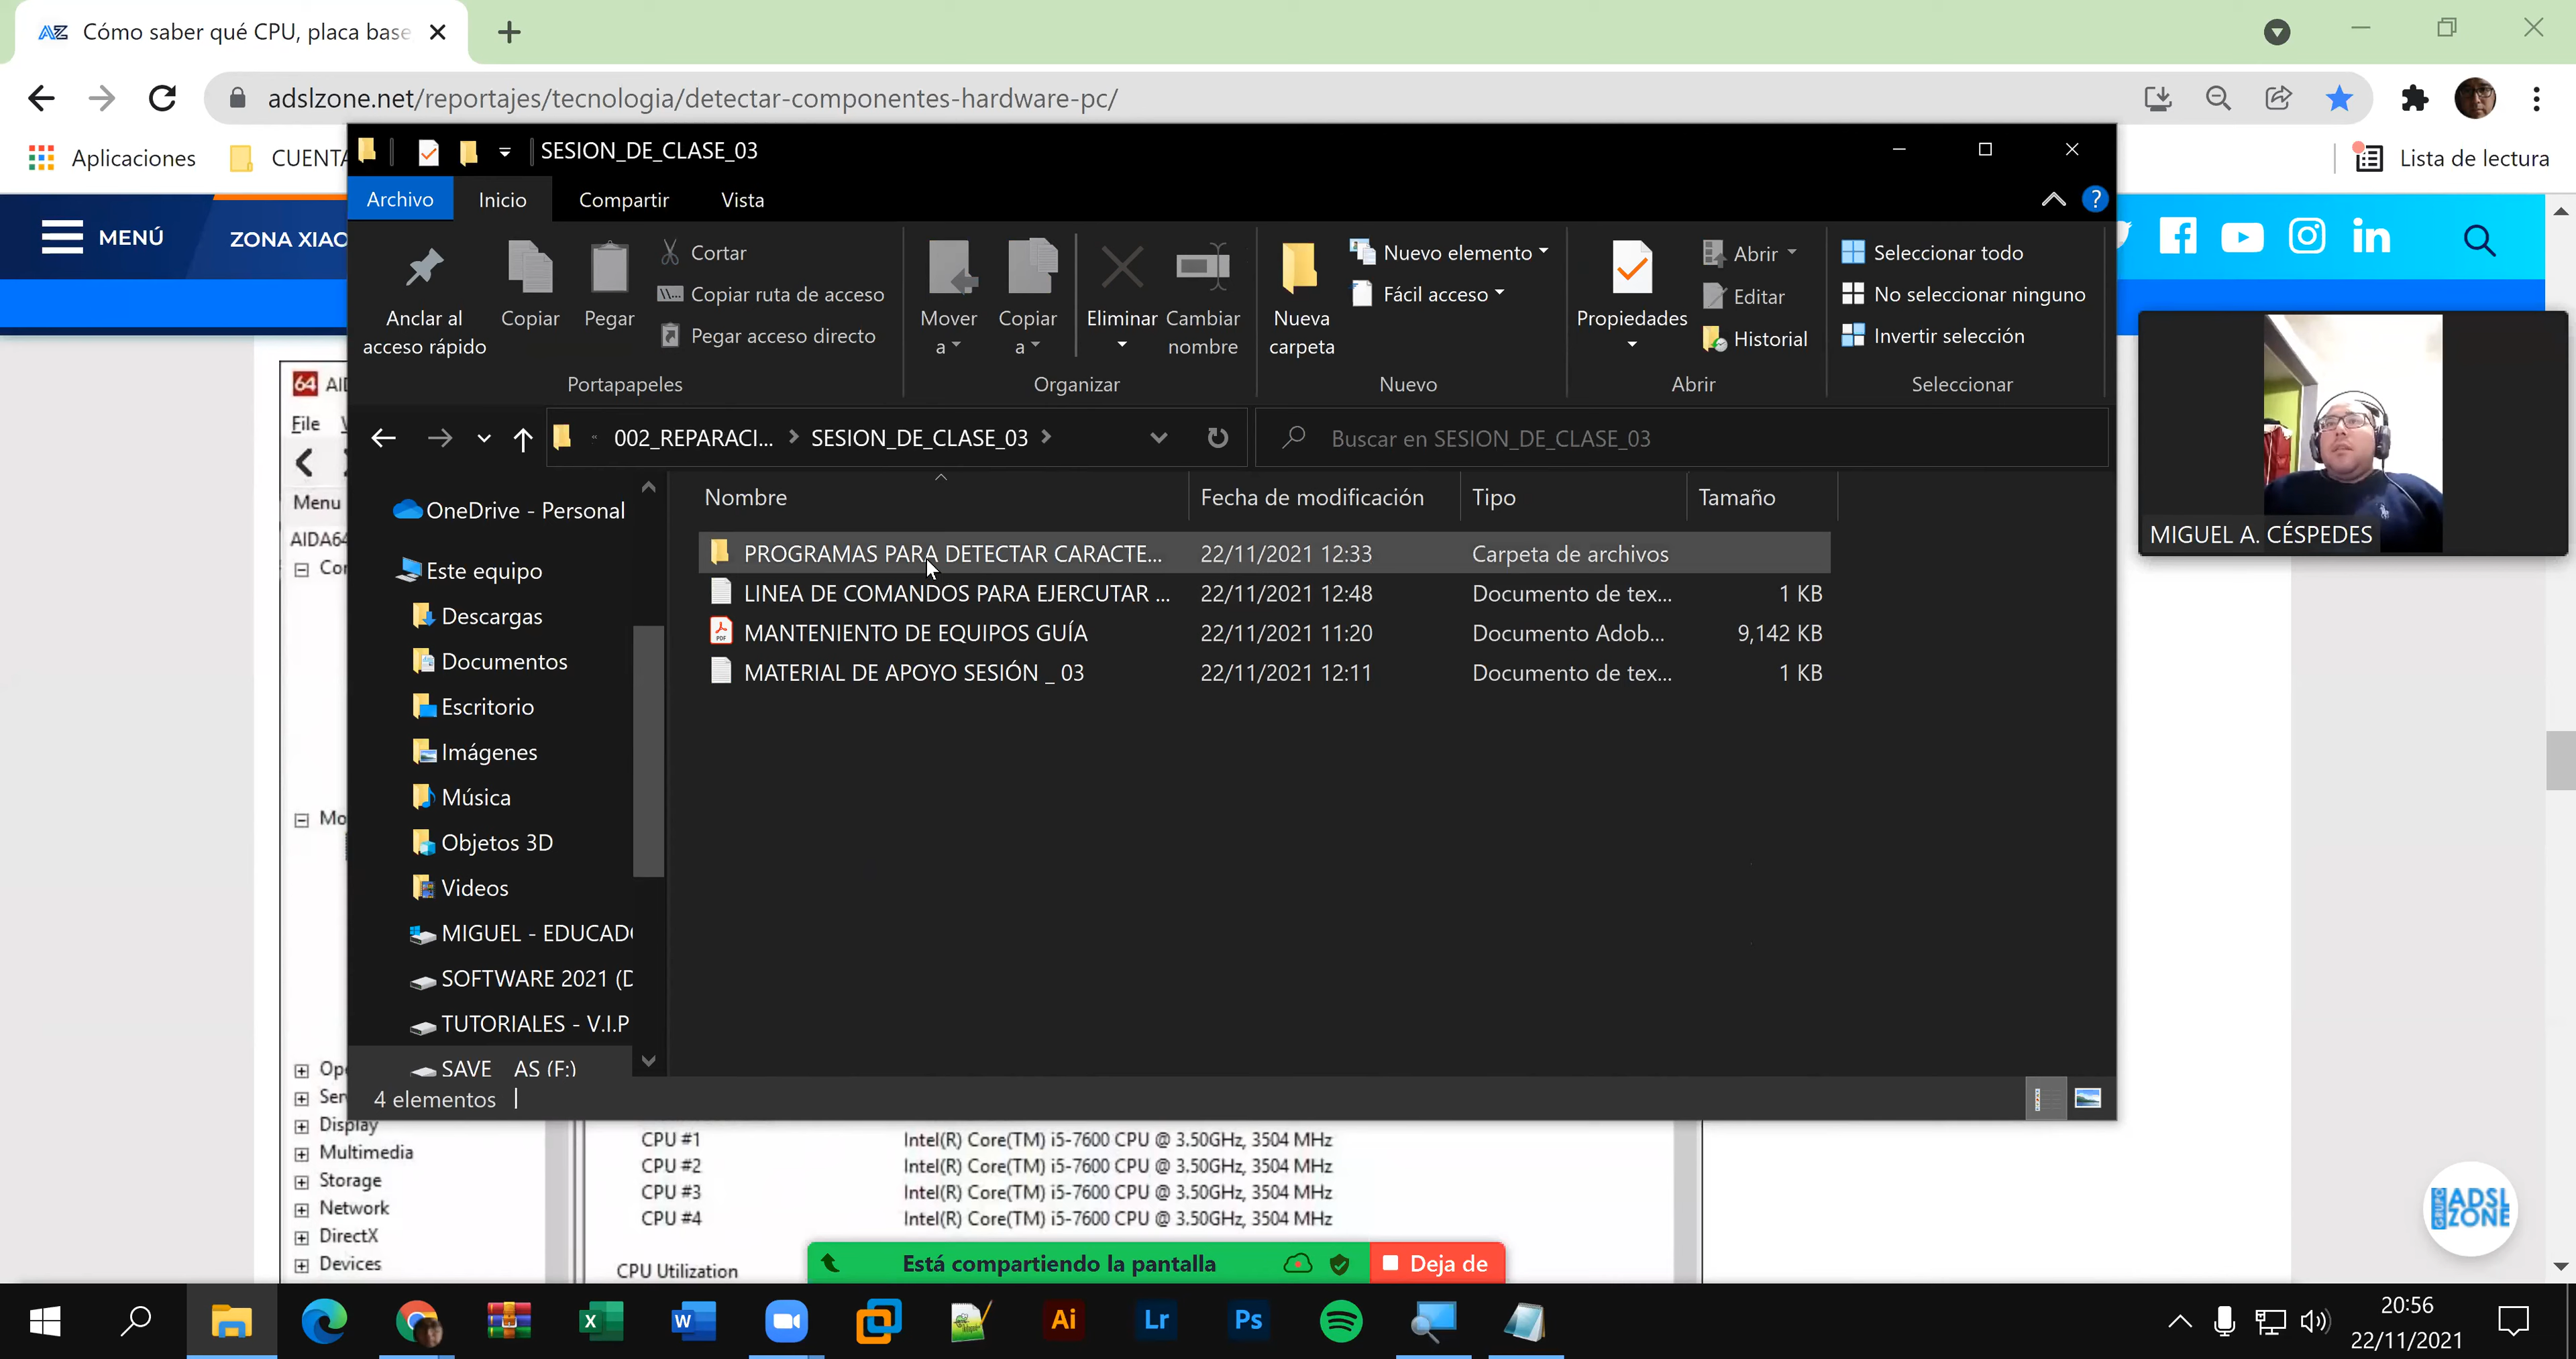 Cómo saber qué CPU, placa base
adslzone.net/reportajes/tecnologia/detectar-componentes-hardware-pc/
Aplicaciones
CUENTA
Lista de lectura
SESION_DE_CLASE_03
Archivo
Inicio
Compartir
Vista
MENÚ
ZONA XIAO
Anclar al
acceso rápido
Copiar
Pegar
Cortar
Copiar ruta de acceso
Pegar acceso directo
Portapapeles
Mover
a
Copiar
a
Eliminar
Cambiar
nombre
Organizar
Nueva
carpeta
Nuevo elemento
Fácil acceso
Nuevo
Propiedades
Abrir
Editar
Historial
Abrir
Seleccionar todo
No seleccionar ninguno
Invertir selección
Seleccionar
64
File
Menu
AIDA64
002_REPARACI... > SESION_DE_CLASE_03 >
Buscar en SESION_DE_CLASE_03
MIGUEL A. CÉSPEDES
OneDrive - Personal
Este equipo
Descargas
Documentos
Escritorio
Imágenes
Música
Objetos 3D
Videos
MIGUEL - EDUCADO
SOFTWARE 2021 (D
TUTORIALES - V.I.P
SAVE AS (F:)
Nombre Fecha de modificación Tipo Tamaño
PROGRAMAS PARA DETECTAR CARACTE... 22/11/2021 12:33 Carpeta de archivos
LINEA DE COMANDOS PARA EJERCUTAR ... 22/11/2021 12:48 Documento de tex... 1 KB
MANTENIENTO DE EQUIPOS GUÍA 22/11/2021 11:20 Documento Adob... 9,142 KB
MATERIAL DE APOYO SESIÓN _ 03 22/11/2021 12:11 Documento de tex... 1 KB
4 elementos
Display
Multimedia
Storage
Network
DirectX
Devices
CPU #1 Intel(R) Core(TM) i5-7600 CPU @ 3.50GHz, 3504 MHz
CPU #2 Intel(R) Core(TM) i5-7600 CPU @ 3.50GHz, 3504 MHz
CPU #3 Intel(R) Core(TM) i5-7600 CPU @ 3.50GHz, 3504 MHz
CPU #4 Intel(R) Core(TM) i5-7600 CPU @ 3.50GHz, 3504 MHz
CPU Utilization
GRUPO
ADSL
ZONE
Está compartiendo la pantalla
Deja de
Ai
Lr
Ps
20:56
22/11/2021